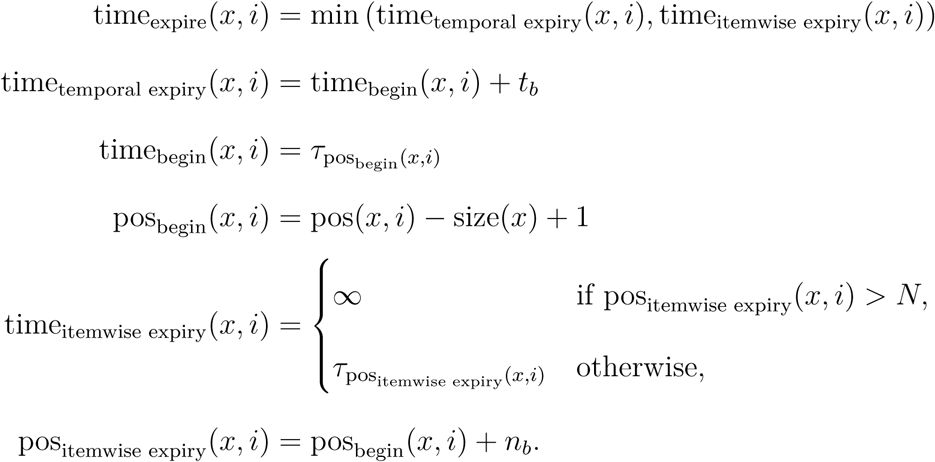 time_expire(x, i) = min (time_temporal expiry(x, i), time_itemwise expiry(x, i))
time_temporal expiry(x, i) = time_begin(x, i) + t_b
time_begin(x, i) = τ_pos_begin(x,i)
pos_begin(x, i) = pos(x, i) − size(x) + 1
time_itemwise expiry(x, i) = { ∞ if pos_itemwise expiry(x, i) > N,
τ_pos_itemwise expiry(x,i) otherwise,
pos_itemwise expiry(x, i) = pos_begin(x, i) + n_b.